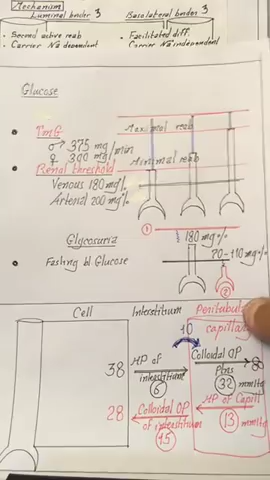 Mechanism
Luminal border 3
Basolateral border 3
• Second active reab
• Carrier Na dependent
• Facilitated diff.
Carrier Na independent
Glucose
• TmG
♂ 375 mg/min
♀ 300 mg/min
Maximal reab
• Renal threshold
Minimal reab
Venous 180 mg%
Arterial 200 mg%
①
Glycosuria
180 mg%
• Fasting bl Glucose
70-110 mg%
②
Cell
Interstitium
Peritubular
capillary
10
38
HP of
interstitium
6
Colloidal OP
Plas
32
mmHg
28
Colloidal OP
of interstitium
15
HP of Capill
13
mmHg